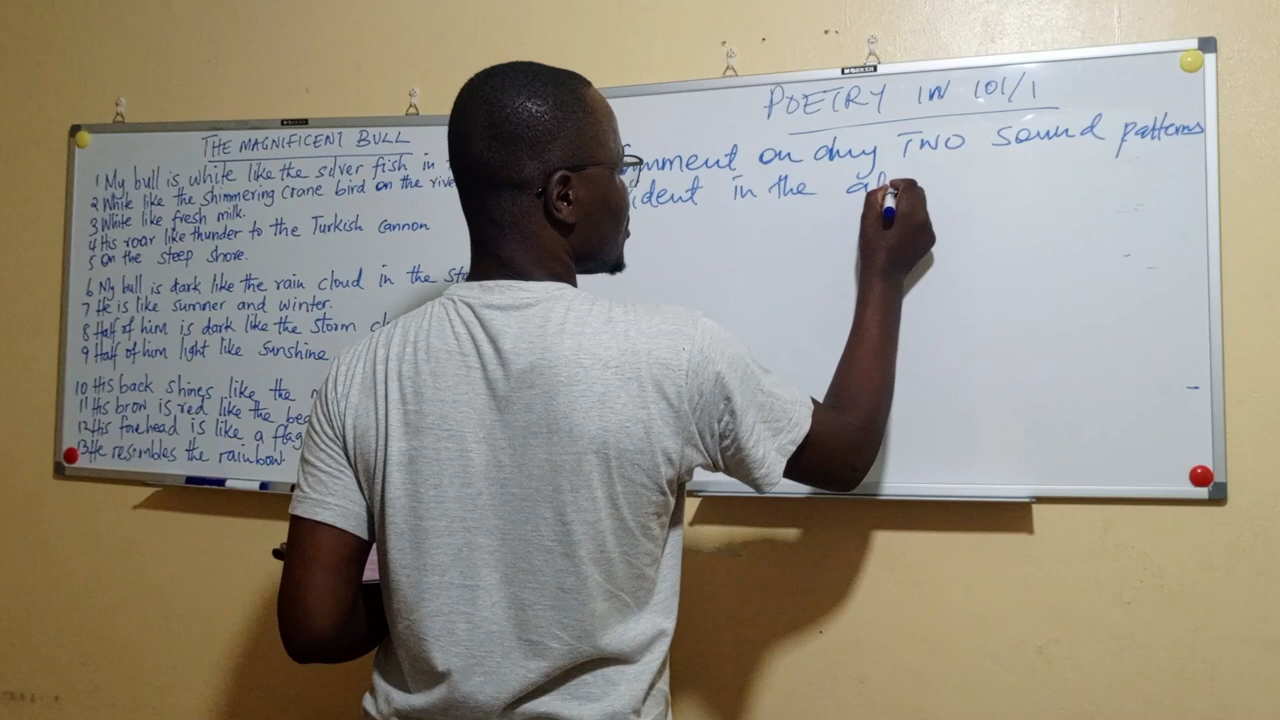 THE MAGNIFICENT BULL
1 My bull is white like the silver fish in
2 White like the shimmering crane bird on the
3 White like fresh milk.
4 His roar like thunder to the Turkish cannon
5 On the steep shore.
6 My bull is dark like the rain cloud in the
7 He is like summer and winter.
8 Half of him is dark like the storm
9 Half of him light like sunshine
10 His back shines like the
11 His brow is red like the
12 His forehead is like a flag
13 He resembles the rainbow.
POETRY IN 101/1
on any TWO sound patterns
in the